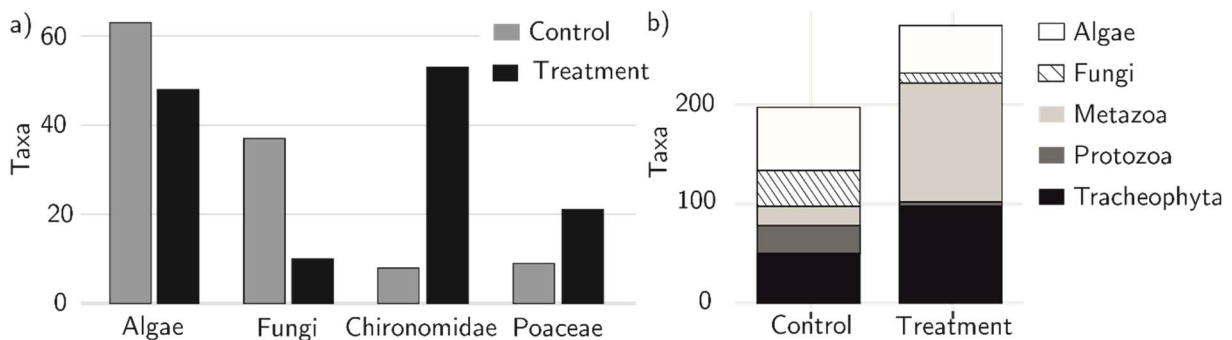 a)
Taxa
60
40
20
0
Control
Treatment
Algae Fungi Chironomidae Poaceae
b)
Taxa
200
100
0
Control Treatment
Algae
Fungi
Metazoa
Protozoa
Tracheophyta